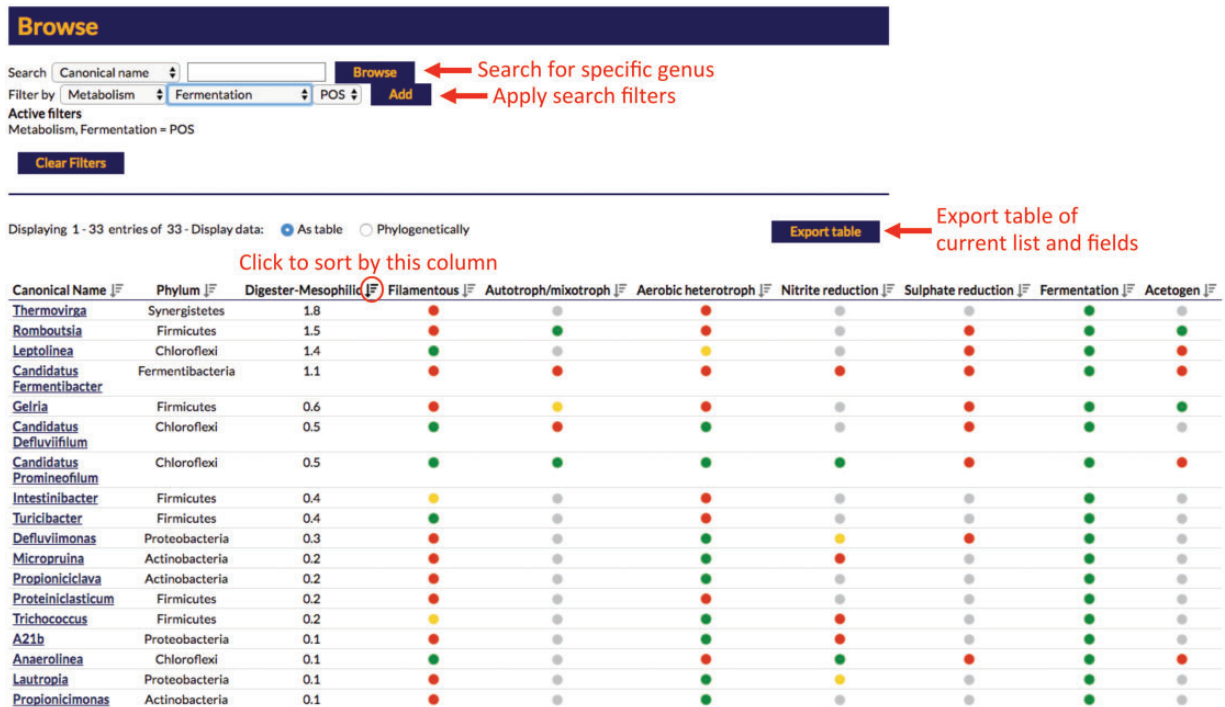 Browse
Search Canonical name Browse Search for specific genus
Filter by Metabolism Fermentation POS Add Apply search filters
Active filters
Metabolism, Fermentation = POS
Clear Filters
Displaying 1 - 33 entries of 33 - Display data: As table Phylogenetically Export table Export table of
current list and fields
Click to sort by this column
Canonical Name Phylum Digester-Mesophilic Filamentous Autotroph/mixotroph Aerobic heterotroph Nitrite reduction Sulphate reduction Fermentation Acetogen
Thermovirga Synergistetes 1.8
Romboutsia Firmicutes 1.5
Leptolinea Chloroflexi 1.4
Candidatus Fermentibacteria 1.1
Fermentibacter
Gelria Firmicutes 0.6
Candidatus Chloroflexi 0.5
Defluviifilum
Candidatus Chloroflexi 0.5
Promineofilum
Intestinibacter Firmicutes 0.4
Turicibacter Firmicutes 0.4
Defluviimonas Proteobacteria 0.3
Micropruina Actinobacteria 0.2
Propioniciclava Actinobacteria 0.2
Proteiniclasticum Firmicutes 0.2
Trichococcus Firmicutes 0.2
A21b Proteobacteria 0.1
Anaerolinea Chloroflexi 0.1
Lautropia Proteobacteria 0.1
Propionicimonas Actinobacteria 0.1